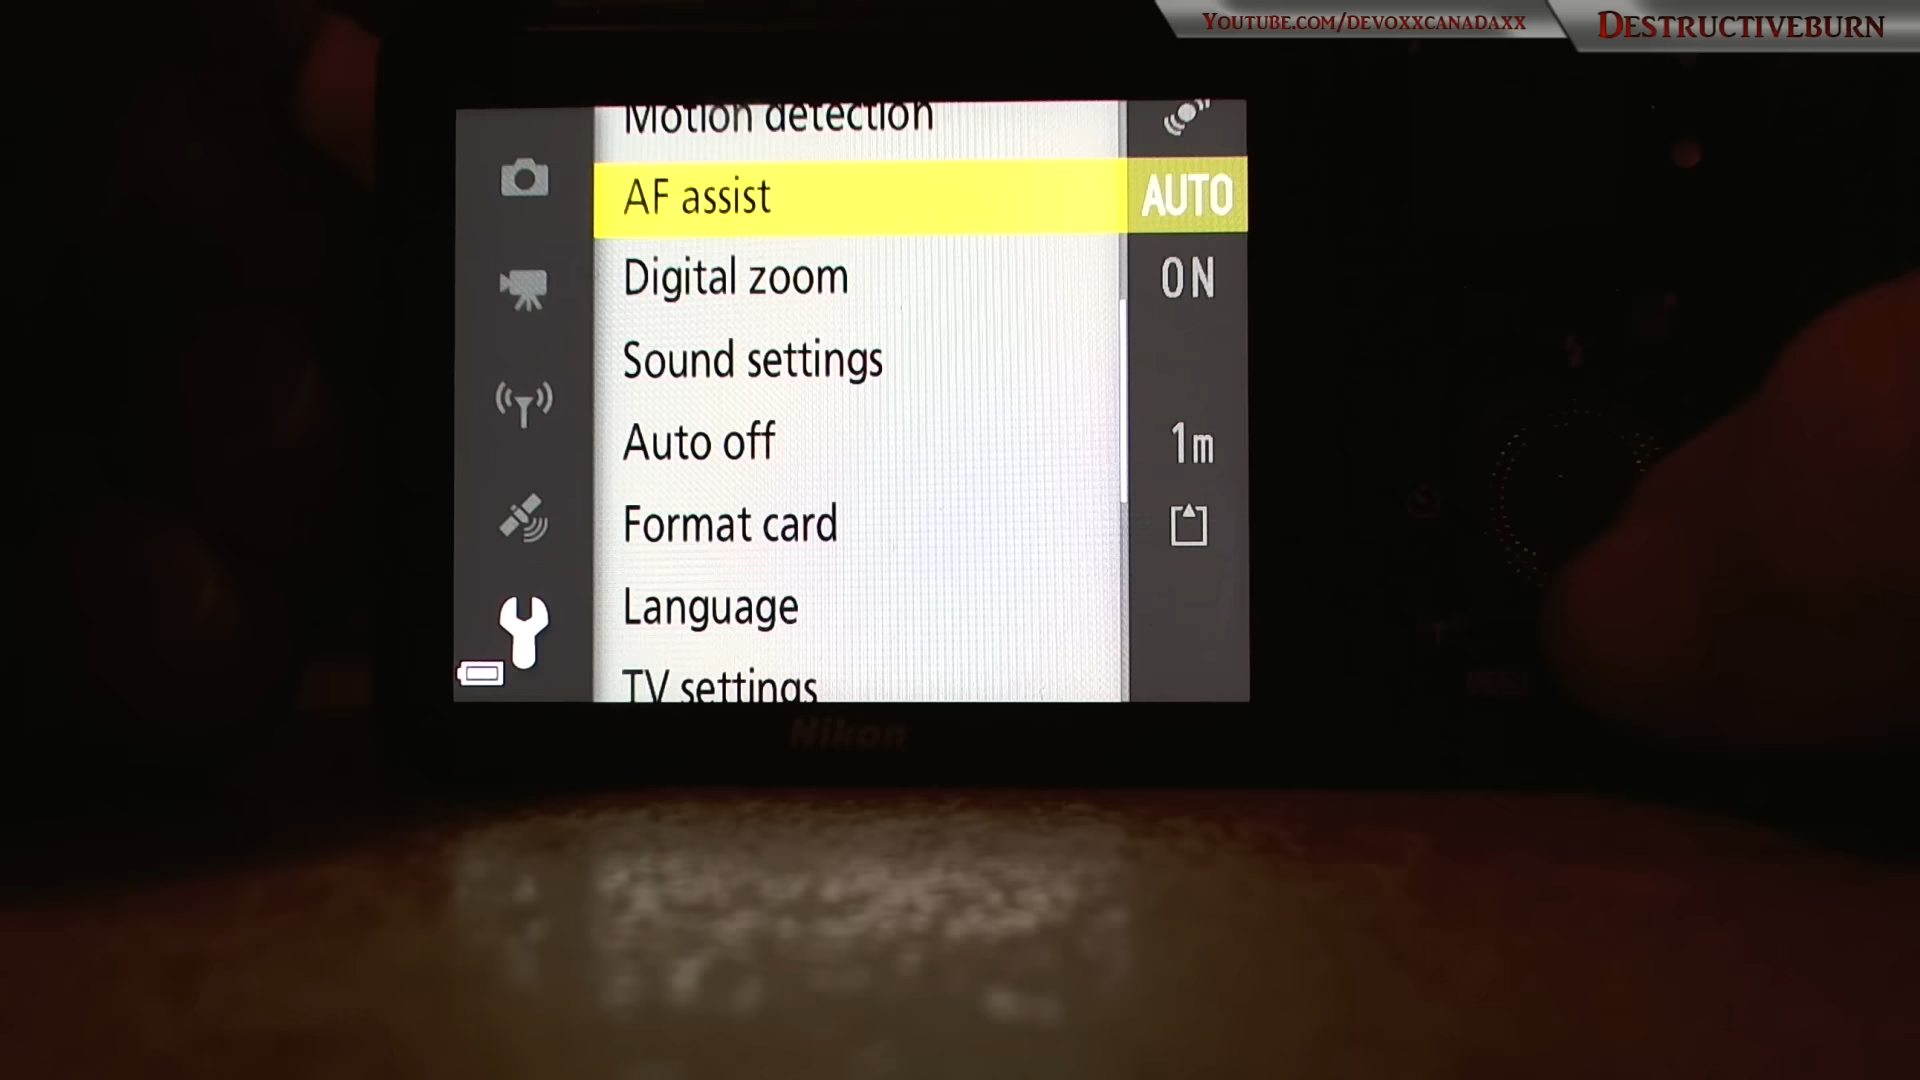 YOUTUBE.COM/DEVOXXCANADAXX
DESTRUCTIVEBURN
Motion detection
AF assist AUTO
Digital zoom ON
Sound settings
Auto off 1m
Format card
Language
TV settings
Nikon